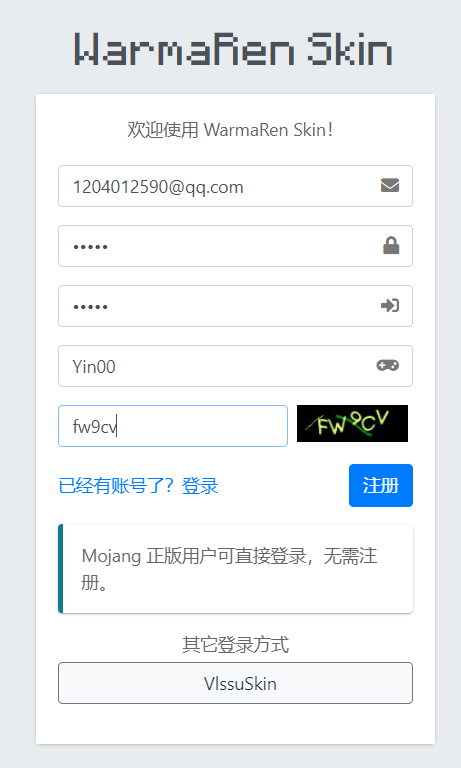 WarmaRen Skin
欢迎使用 WarmaRen Skin!
1204012590@qq.com
•••••
•••••
Yin00
fw9cv FW9CV
已经有账号了？登录 注册
Mojang 正版用户可直接登录，无需注
册。
其它登录方式
VlssuSkin